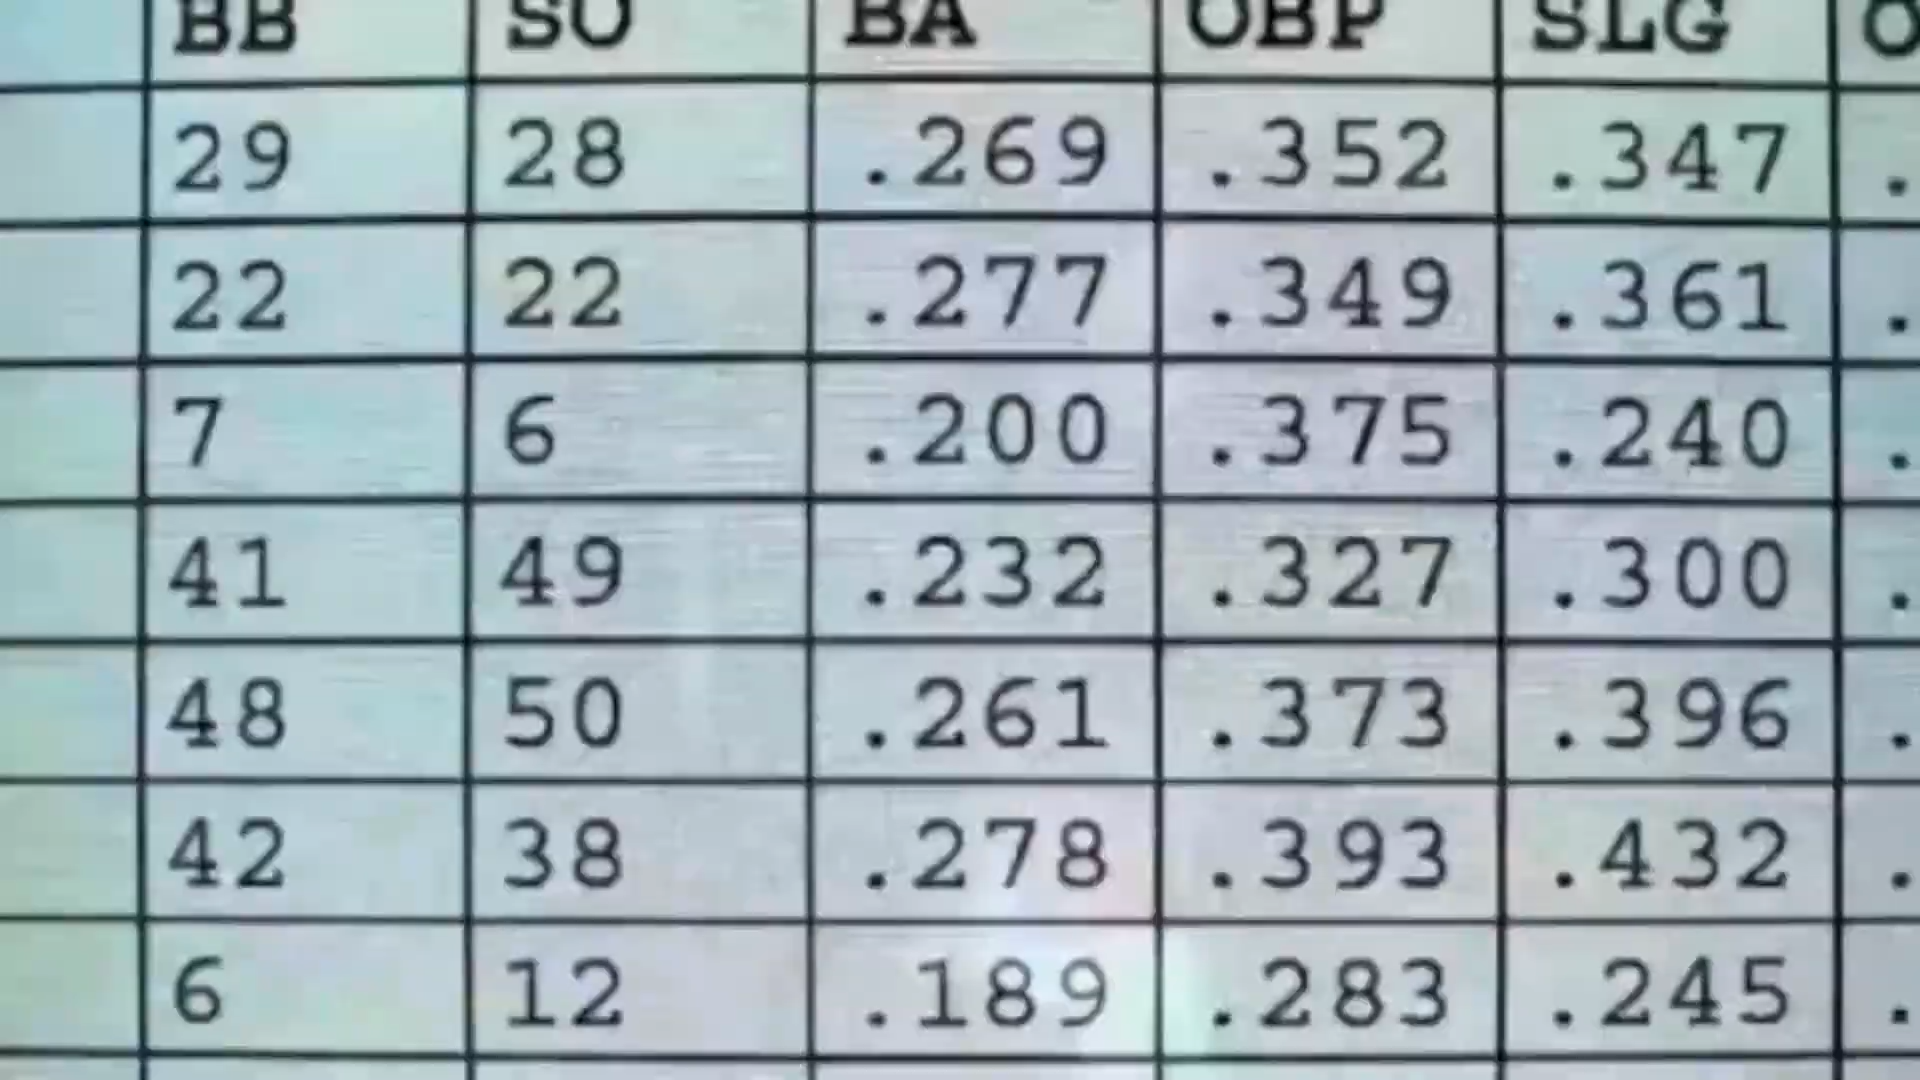 BB SO BA OBP SLG O
29 28 .269 .352 .347 .
22 22 .277 .349 .361 .
7 6 .200 .375 .240 .
41 49 .232 .327 .300 .
48 50 .261 .373 .396 .
42 38 .278 .393 .432 .
6 12 .189 .283 .245 .